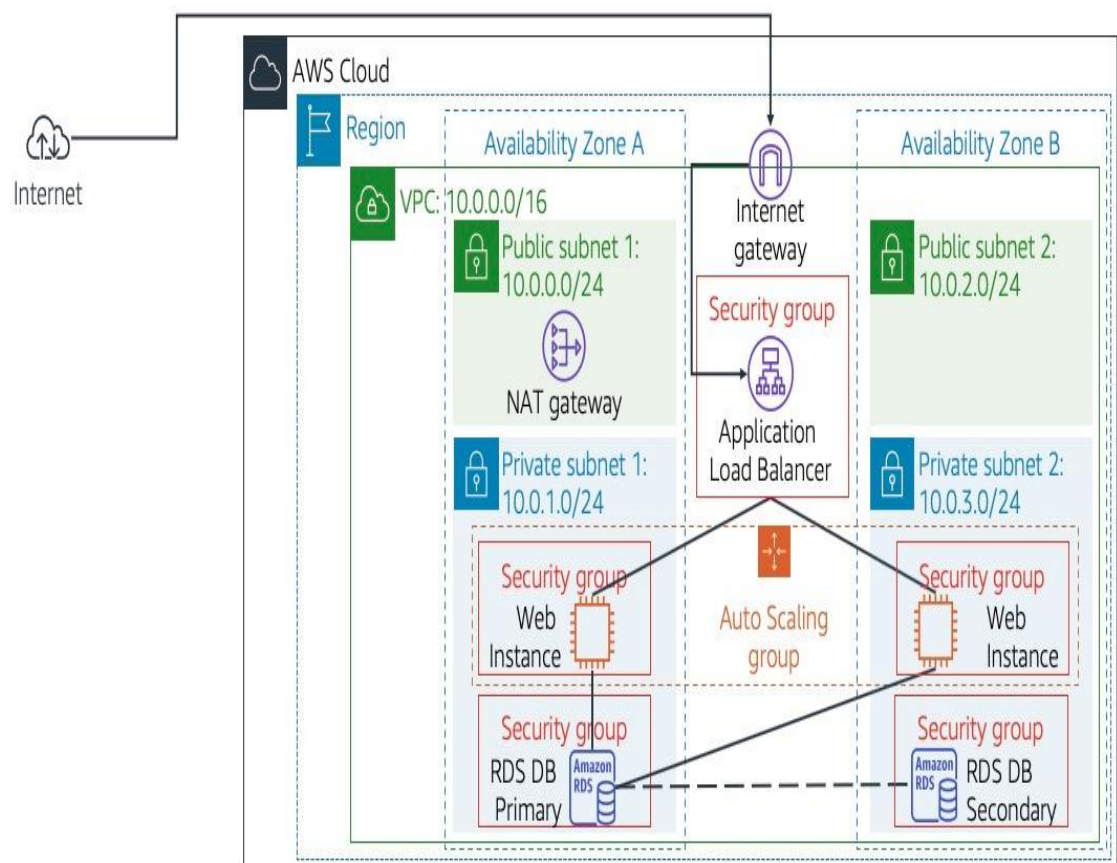 AWS Cloud
Region
Internet
Availability Zone A
Availability Zone B
VPC: 10.0.0.0/16
Internet
gateway
Public subnet 1:
10.0.0.0/24
Public subnet 2:
10.0.2.0/24
NAT gateway
Security group
Application
Load Balancer
Private subnet 1:
10.0.1.0/24
Private subnet 2:
10.0.3.0/24
Security group
Web
Instance
Auto Scaling
group
Security group
Web
Instance
Security group
RDS DB
Primary
Amazon
RDS
Security group
Amazon
RDS
RDS DB
Secondary